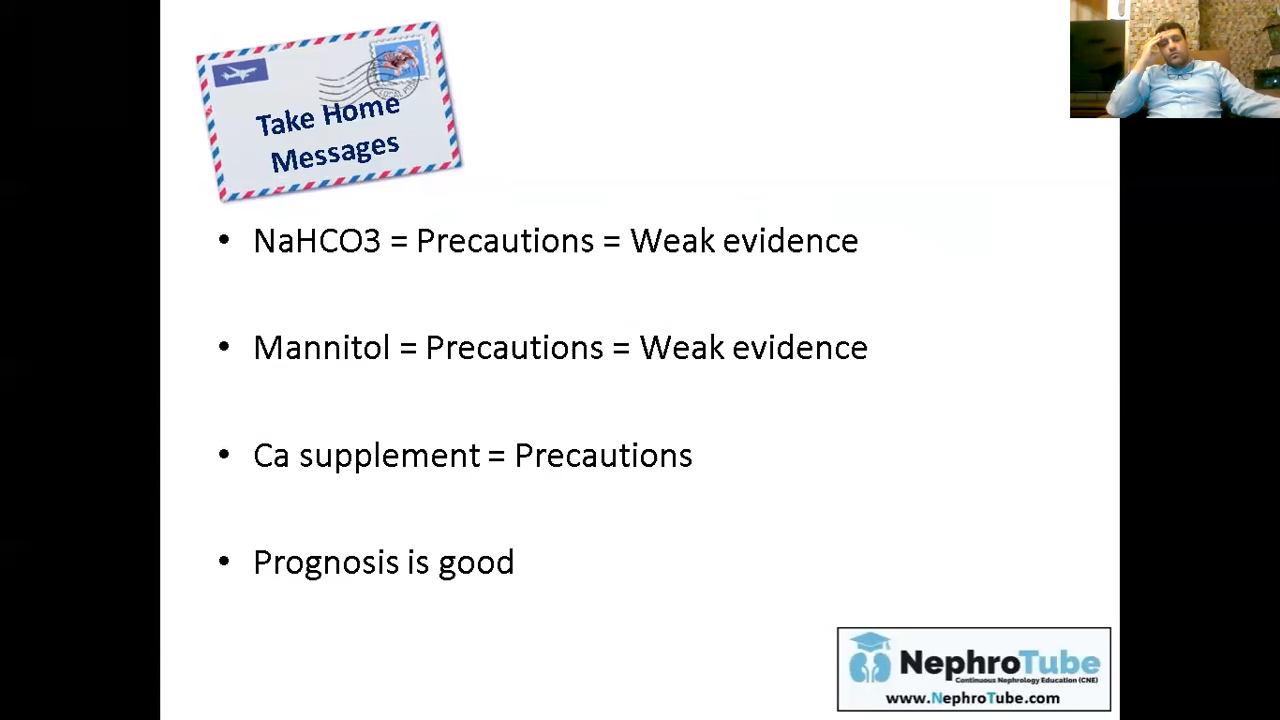 Take Home
Messages
• NaHCO3 = Precautions = Weak evidence
• Mannitol = Precautions = Weak evidence
• Ca supplement = Precautions
• Prognosis is good
NephroTube
Continuous Nephrology Education (CNE)
www.NephroTube.com